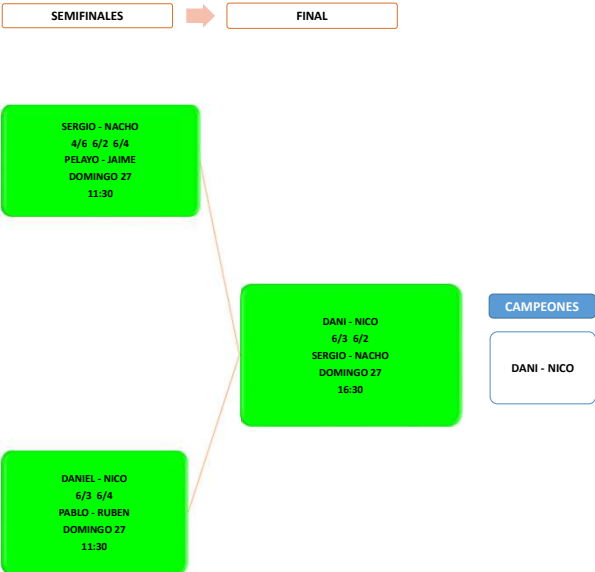 SEMIFINALES
FINAL
SERGIO - NACHO
4/6 6/2 6/4
PELAYO - JAIME
DOMINGO 27
11:30
DANI - NICO
6/3 6/2
SERGIO - NACHO
DOMINGO 27
16:30
CAMPEONES
DANI - NICO
DANIEL - NICO
6/3 6/4
PABLO - RUBEN
DOMINGO 27
11:30